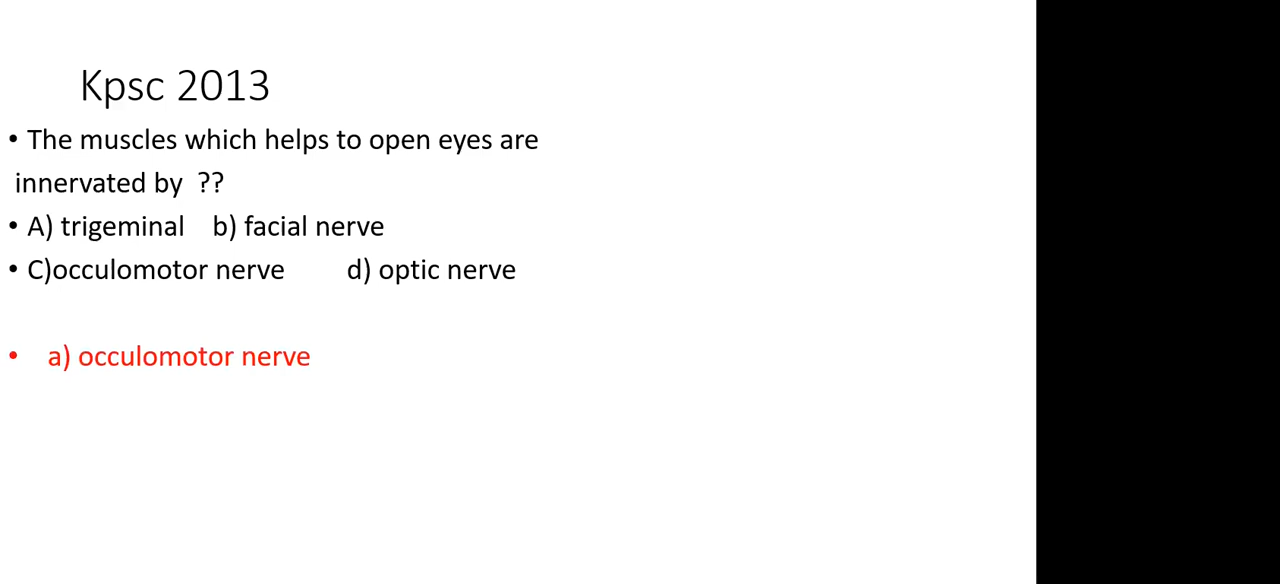 Kpsc 2013
• The muscles which helps to open eyes are
innervated by ??
• A) trigeminal b) facial nerve
• C)occulomotor nerve d) optic nerve
• a) occulomotor nerve